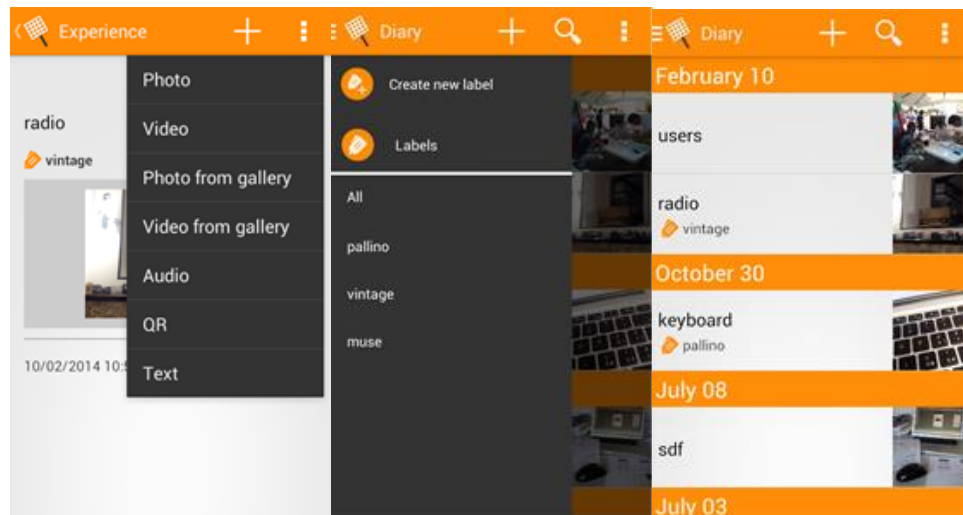 Experience
Photo
Video
Photo from gallery
Video from gallery
Audio
QR
Text
radio
vintage
10/02/2014 10:
Diary
Create new label
Labels
All
pallino
vintage
muse
Diary
February 10
users
radio
vintage
October 30
keyboard
pallino
July 08
sdf
July 03